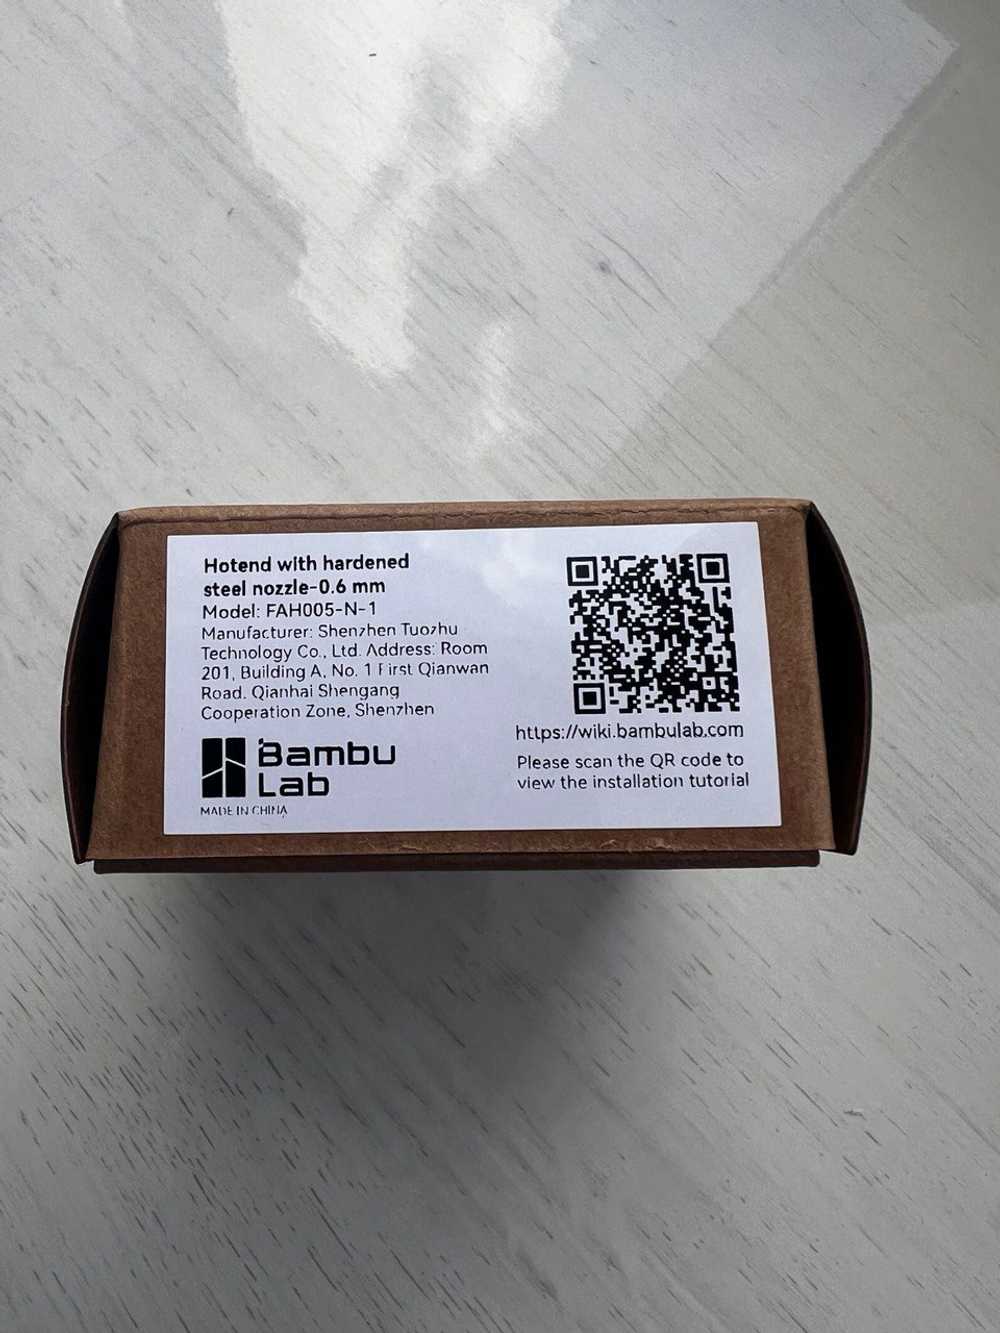 Hotend with hardened
steel nozzle-0.6 mm
Model: FAH005-N-1
Manufacturer: Shenzhen Tuozhu
Technology Co., Ltd. Address: Room
201, Building A, No. 1 First Qianwan
Road, Qianhai Shengang
Cooperation Zone, Shenzhen
Bambu
Lab
MADE IN CHINA
https://wiki.bambulab.com
Please scan the QR code to
view the installation tutorial